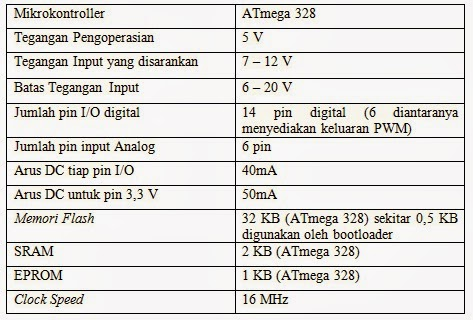 Mikrokontroller ATmega 328
Tegangan Pengoperasian 5 V
Tegangan Input yang disarankan 7 – 12 V
Batas Tegangan Input 6 – 20 V
Jumlah pin I/O digital 14 pin digital (6 diantaranya
menyediakan keluaran PWM)
Jumlah pin input Analog 6 pin
Arus DC tiap pin I/O 40mA
Arus DC untuk pin 3,3 V 50mA
Memori Flash 32 KB (ATmega 328) sekitar 0,5 KB
digunakan oleh bootloader
SRAM 2 KB (ATmega 328)
EPROM 1 KB (ATmega 328)
Clock Speed 16 MHz